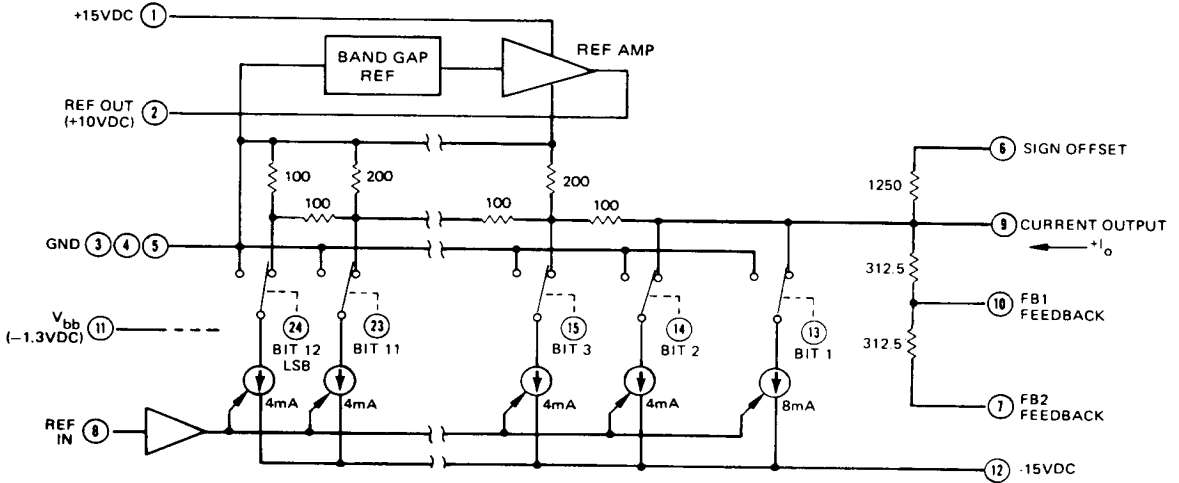 +15VDC 1
BAND GAP
REF
REF AMP
REF OUT 2
(+10VDC)
6 SIGN OFFSET
100
200
200
1250
100
100
100
9 CURRENT OUTPUT
+Io
GND 3 4 5
312.5
10 FB1
FEEDBACK
Vbb 11
(−1.3VDC)
24
BIT 12
LSB
23
BIT 11
15
BIT 3
14
BIT 2
13
BIT 1
312.5
4mA
4mA
4mA
4mA
8mA
7 FB2
FEEDBACK
REF 8
IN
12 -15VDC